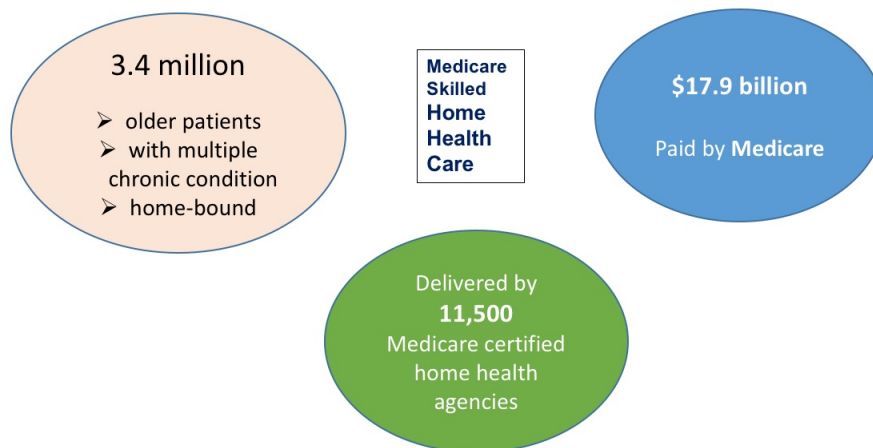 3.4 million
➢ older patients
➢ with multiple
chronic condition
➢ home-bound
Medicare
Skilled
Home
Health
Care
$17.9 billion
Paid by Medicare
Delivered by
11,500
Medicare certified
home health
agencies